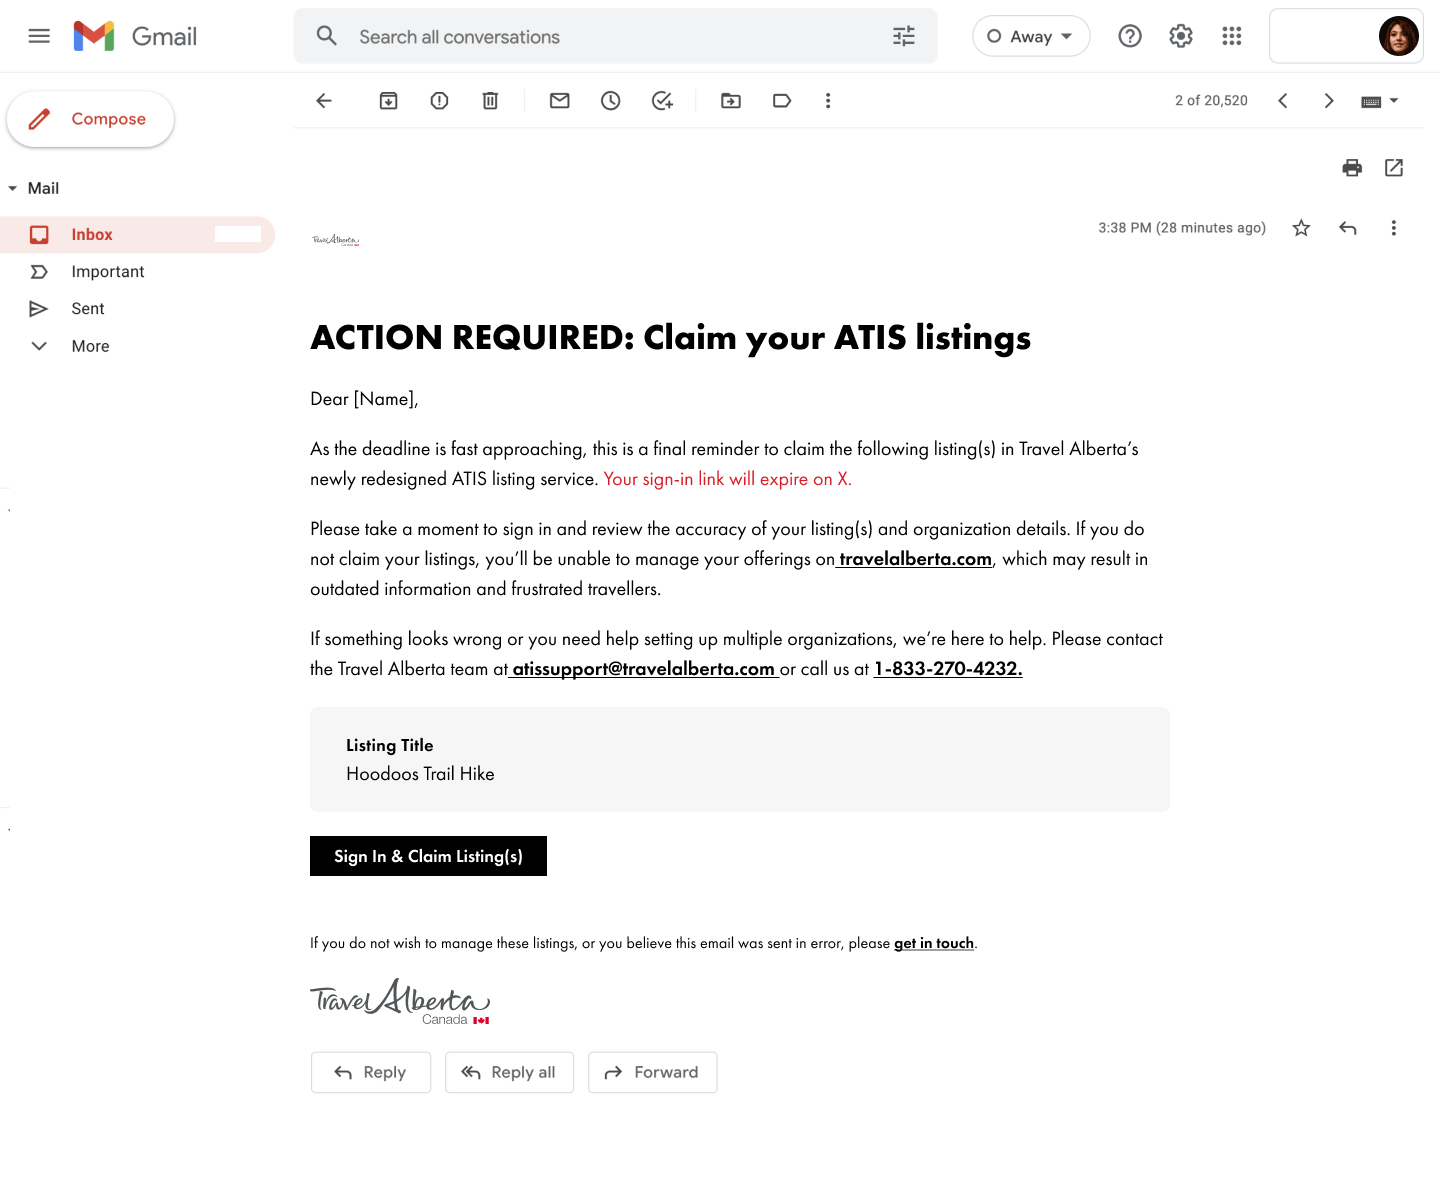 Gmail
Search all conversations
Away
Compose
2 of 20,520
Mail
Inbox
Important
Sent
More
Travel Alberta
3:38 PM (28 minutes ago)
ACTION REQUIRED: Claim your ATIS listings
Dear [Name],
As the deadline is fast approaching, this is a final reminder to claim the following listing(s) in Travel Alberta’s
newly redesigned ATIS listing service. Your sign-in link will expire on X.
Please take a moment to sign in and review the accuracy of your listing(s) and organization details. If you do
not claim your listings, you’ll be unable to manage your offerings on travelalberta.com, which may result in
outdated information and frustrated travellers.
If something looks wrong or you need help setting up multiple organizations, we’re here to help. Please contact
the Travel Alberta team at atissupport@travelalberta.com or call us at 1-833-270-4232.
Listing Title
Hoodoos Trail Hike
Sign In & Claim Listing(s)
If you do not wish to manage these listings, or you believe this email was sent in error, please get in touch.
Travel Alberta
Canada
Reply
Reply all
Forward